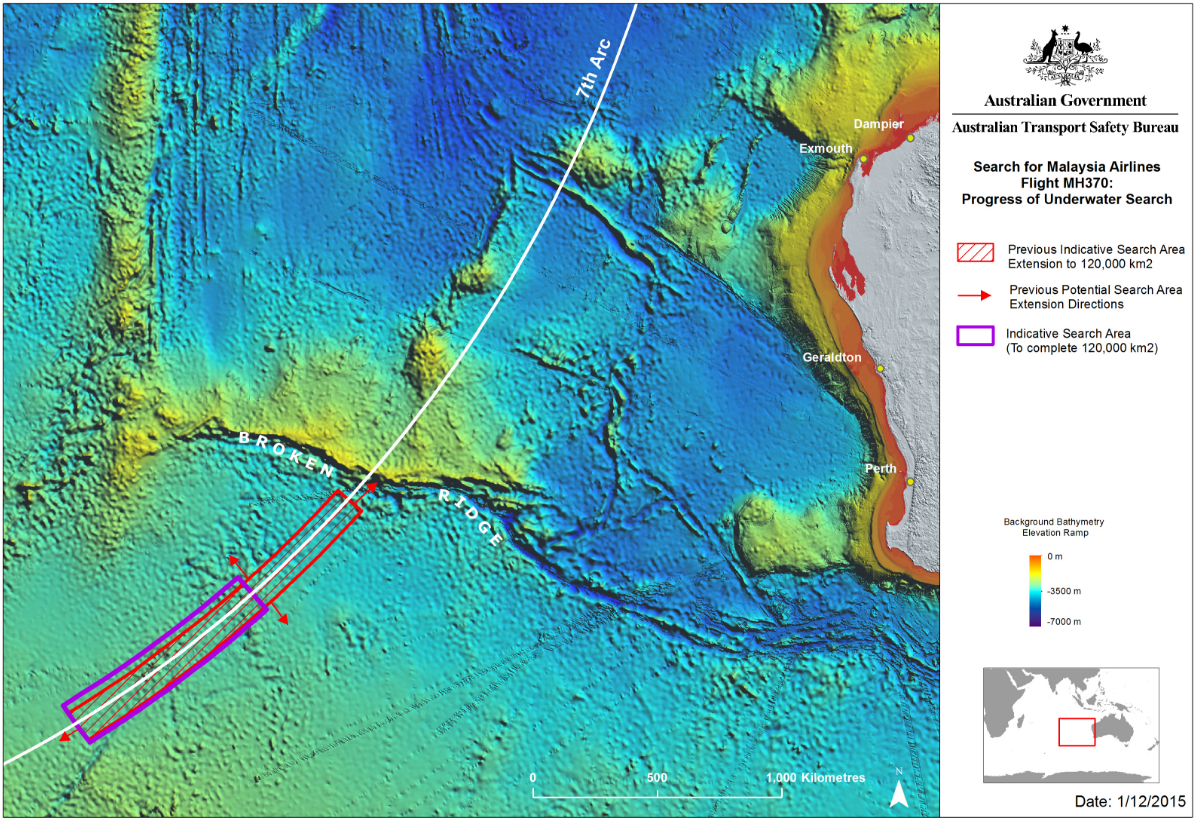 7th Arc
Dampier
Exmouth
Geraldton
Perth
BROKEN
RIDGE
0 500 1,000 Kilometres
N
Australian Government
Australian Transport Safety Bureau
Search for Malaysia Airlines
Flight MH370:
Progress of Underwater Search
Previous Indicative Search Area
Extension to 120,000 km2
Previous Potential Search Area
Extension Directions
Indicative Search Area
(To complete 120,000 km2)
Background Bathymetry
Elevation Ramp
0 m
-3500 m
-7000 m
Date: 1/12/2015